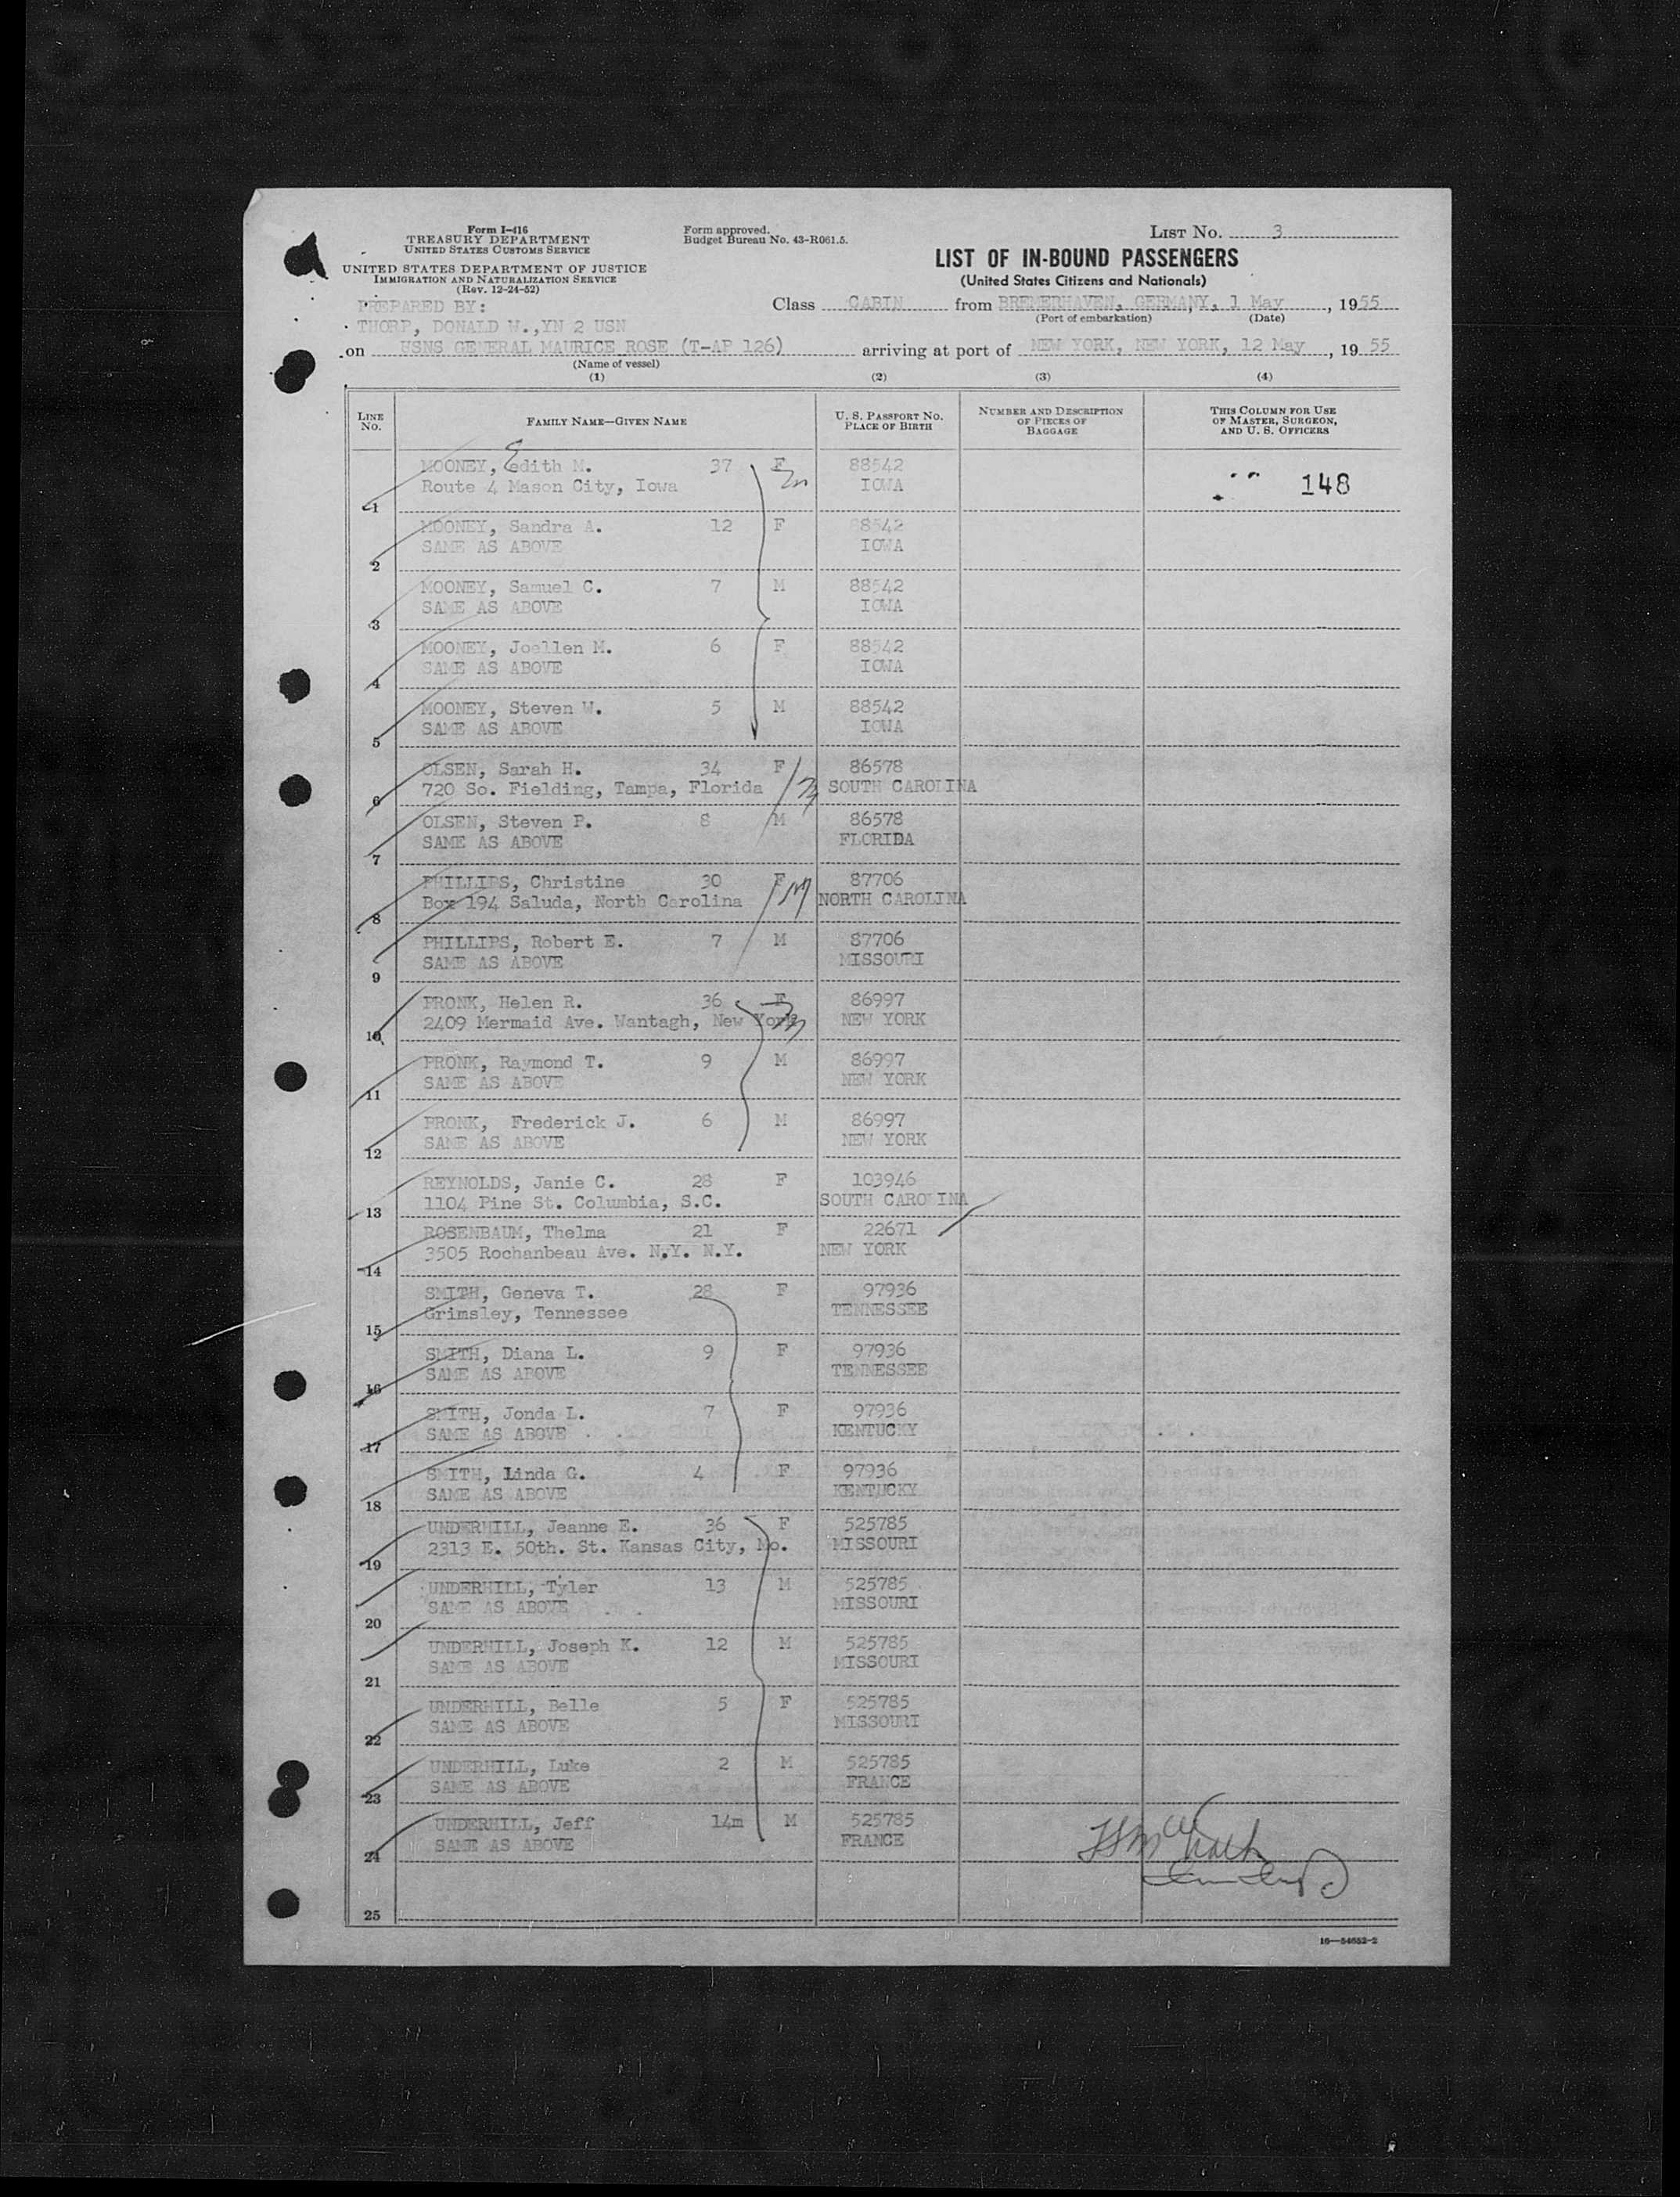 Form I-416
TREASURY DEPARTMENT
UNITED STATES CUSTOMS SERVICE
UNITED STATES DEPARTMENT OF JUSTICE
IMMIGRATION AND NATURALIZATION SERVICE
(Rev. 12-24-52)
Form approved.
Budget Bureau No. 43-R061.5.
LIST No. 3
LIST OF IN-BOUND PASSENGERS
(United States Citizens and Nationals)
PREPARED BY:
THORP, DONALD W.,YN 2 USN
Class CABIN from BREMERHAVEN, GERMANY, 1 May, 1955
(Port of embarkation) (Date)
on USNS GENERAL MAURICE ROSE (T-AP 126) arriving at port of NEW YORK, NEW YORK, 12 May, 1955
(Name of vessel)
(1) (2) (3) (4)
LINE No. FAMILY NAME—GIVEN NAME U. S. PASSPORT No. PLACE OF BIRTH NUMBER AND DESCRIPTION OF PIECES OF BAGGAGE THIS COLUMN FOR USE OF MASTER, SURGEON, AND U. S. OFFICERS
MOONEY, Edith M. 37 F 88542
Route 4 Mason City, Iowa IOWA 148
1
MOONEY, Sandra A. 12 F 88542
SAME AS ABOVE IOWA
2
MOONEY, Samuel C. 7 M 88542
SAME AS ABOVE IOWA
3
MOONEY, Joellen M. 6 F 88542
SAME AS ABOVE IOWA
4
MOONEY, Steven W. 5 M 88542
SAME AS ABOVE IOWA
5
OLSEN, Sarah H. 34 F 86578
720 So. Fielding, Tampa, Florida SOUTH CAROLINA
6
OLSEN, Steven P. 8 M 86578
SAME AS ABOVE FLORIDA
7
PHILLIPS, Christine 30 F 87706
Box 194 Saluda, North Carolina NORTH CAROLINA
8
PHILLIPS, Robert E. 7 M 87706
SAME AS ABOVE MISSOURI
9
PRONK, Helen R. 36 F 86997
2409 Mermaid Ave. Wantagh, New York NEW YORK
10
PRONK, Raymond T. 9 M 86997
SAME AS ABOVE NEW YORK
11
PRONK, Frederick J. 6 M 86997
SAME AS ABOVE NEW YORK
12
REYNOLDS, Janie C. 28 F 103946
1104 Pine St. Columbia, S.C. SOUTH CAROLINA
13
ROSENBAUM, Thelma 21 F 22671
3505 Rochanbeau Ave. N.Y. N.Y. NEW YORK
14
SMITH, Geneva T. 28 F 97936
Grimsley, Tennessee TENNESSEE
15
SMITH, Diana L. 9 F 97936
SAME AS ABOVE TENNESSEE
16
SMITH, Jonda L. 7 F 97936
SAME AS ABOVE KENTUCKY
17
SMITH, Linda G. 4 F 97936
SAME AS ABOVE KENTUCKY
18
UNDERHILL, Jeanne E. 36 F 525785
2313 E. 50th. St. Kansas City, Mo. MISSOURI
19
UNDERHILL, Tyler 13 M 525785
SAME AS ABOVE MISSOURI
20
UNDERHILL, Joseph K. 12 M 525785
SAME AS ABOVE MISSOURI
21
UNDERHILL, Belle 5 F 525785
SAME AS ABOVE MISSOURI
22
UNDERHILL, Luke 2 M 525785
SAME AS ABOVE FRANCE
23
UNDERHILL, Jeff 14m M 525785
SAME AS ABOVE FRANCE
24
25
16—54652-2